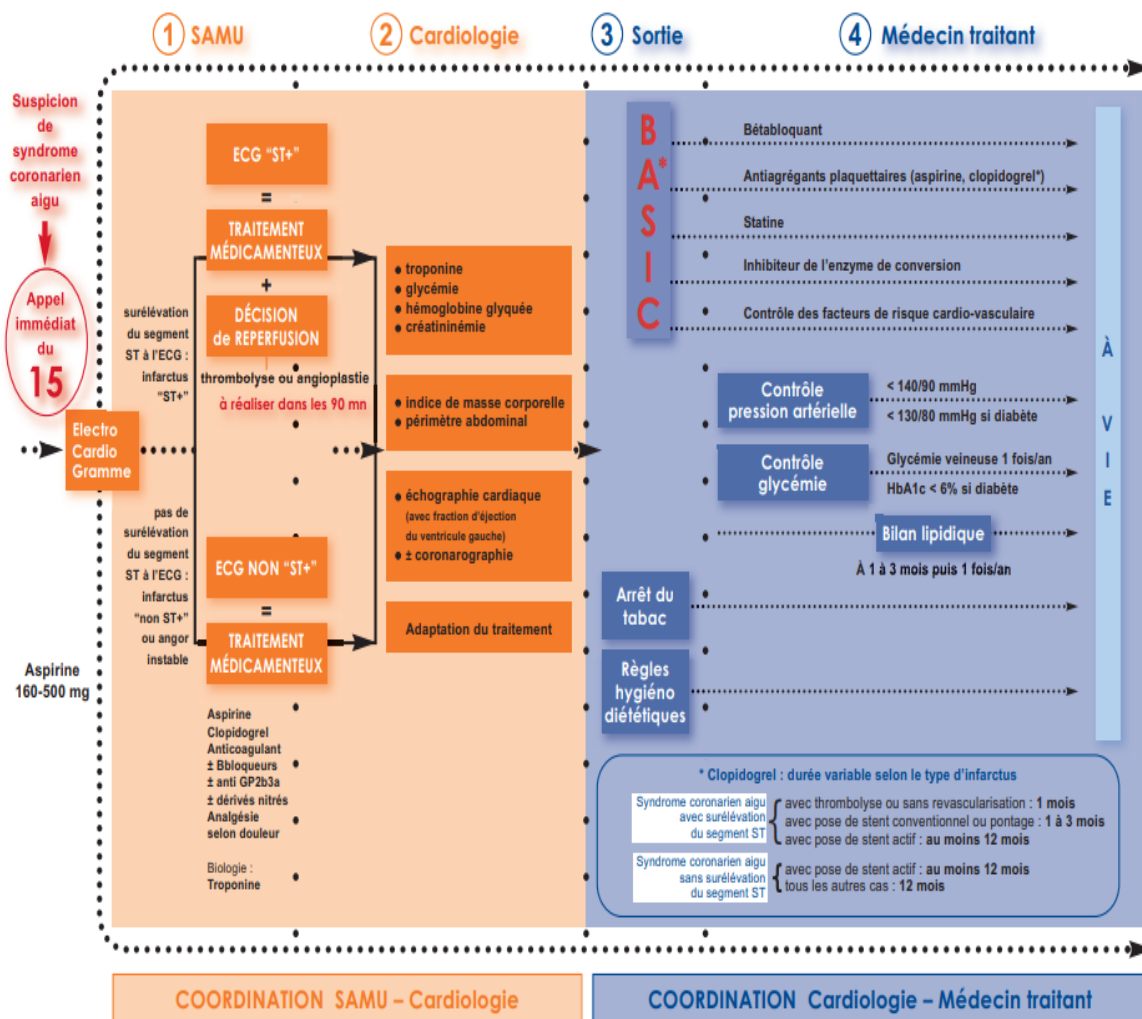 1 SAMU
2 Cardiologie
3 Sortie
4 Médecin traitant
Suspicion
de
syndrome
coronarien
aigu
Appel
immédiat
du
15
Electro
Cardio
Gramme
Aspirine
160-500 mg
surélévation
du segment
ST à l'ECG :
infarctus
"ST+"
pas de
surélévation
du segment
ST à l'ECG :
infarctus
"non ST+"
ou angor
instable
ECG "ST+"
=
TRAITEMENT
MÉDICAMENTEUX
+
DÉCISION
de REPERFUSION
thrombolyse ou angioplastie
à réaliser dans les 90 mn
ECG NON "ST+"
=
TRAITEMENT
MÉDICAMENTEUX
Aspirine
Clopidogrel
Anticoagulant
± Bbloqueurs
± anti GP2b3a
± dérivés nitrés
Analgésie
selon douleur
Biologie :
Troponine
● troponine
● glycémie
● hémoglobine glyquée
● créatininémie
● indice de masse corporelle
● périmètre abdominal
● échographie cardiaque
(avec fraction d'éjection
du ventricule gauche)
● ± coronarographie
Adaptation du traitement
B
A*
S
I
C
Bétabloquant
Antiagrégants plaquettaires (aspirine, clopidogrel*)
Statine
Inhibiteur de l'enzyme de conversion
Contrôle des facteurs de risque cardio-vasculaire
Contrôle
pression artérielle
< 140/90 mmHg
< 130/80 mmHg si diabète
Contrôle
glycémie
Glycémie veineuse 1 fois/an
HbA1c < 6% si diabète
Bilan lipidique
À 1 à 3 mois puis 1 fois/an
Arrêt du
tabac
Règles
hygiéno
diététiques
À
V
I
E
* Clopidogrel : durée variable selon le type d'infarctus
Syndrome coronarien aigu
avec surélévation
du segment ST
avec thrombolyse ou sans revascularisation : 1 mois
avec pose de stent conventionnel ou pontage : 1 à 3 mois
avec pose de stent actif : au moins 12 mois
Syndrome coronarien aigu
sans surélévation
du segment ST
avec pose de stent actif : au moins 12 mois
tous les autres cas : 12 mois
COORDINATION SAMU – Cardiologie
COORDINATION Cardiologie – Médecin traitant